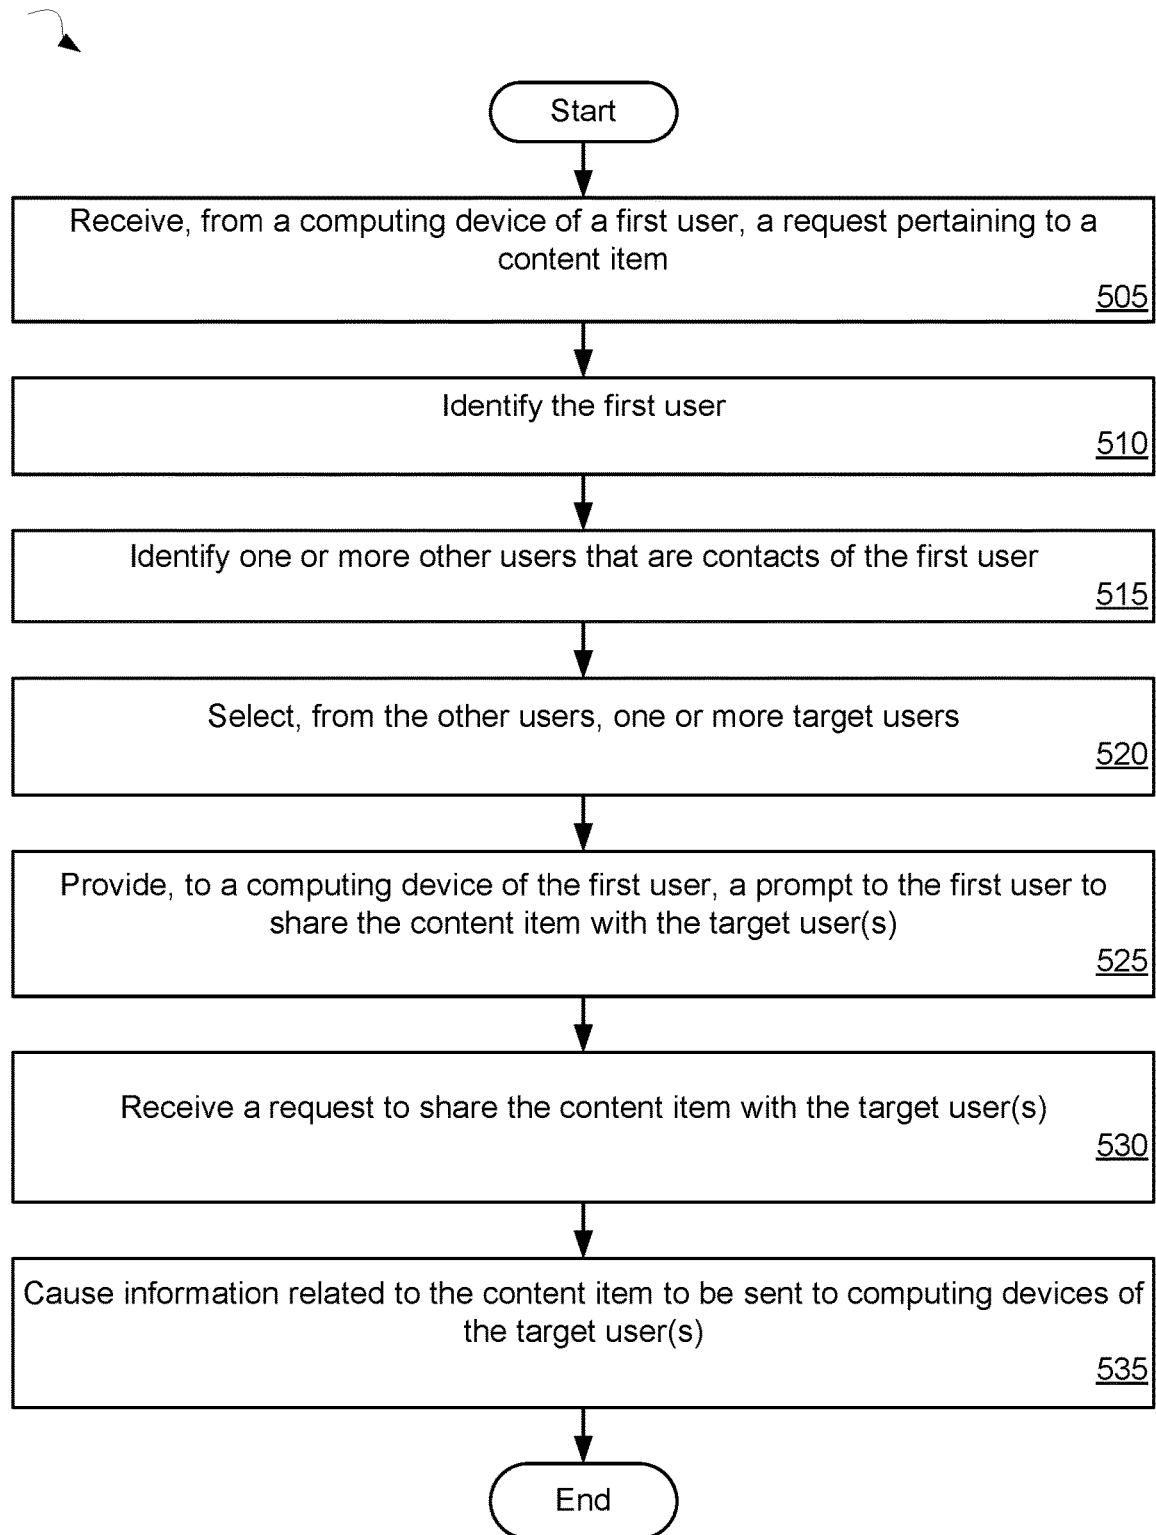 Start
Receive, from a computing device of a first user, a request pertaining to a
content item
505
Identify the first user
510
Identify one or more other users that are contacts of the first user
515
Select, from the other users, one or more target users
520
Provide, to a computing device of the first user, a prompt to the first user to
share the content item with the target user(s)
525
Receive a request to share the content item with the target user(s)
530
Cause information related to the content item to be sent to computing devices of
the target user(s)
535
End